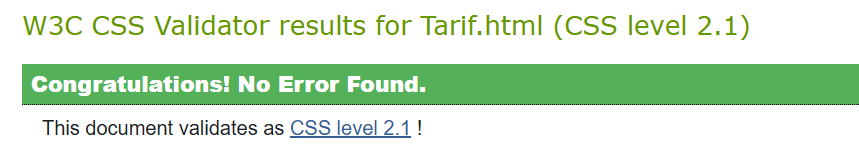 W3C CSS Validator results for Tarif.html (CSS level 2.1)
Congratulations! No Error Found.
This document validates as CSS level 2.1 !